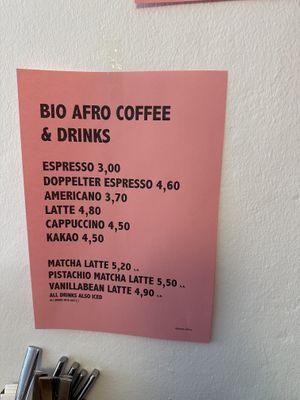 BIO AFRO COFFEE
& DRINKS
ESPRESSO 3,00
DOPPELTER ESPRESSO 4,60
AMERICANO 3,70
LATTE 4,80
CAPPUCCINO 4,50
KAKAO 4,50
MATCHA LATTE 5,20 ..
PISTACHIO MATCHA LATTE 5,50 ..
VANILLABEAN LATTE 4,90 ..
ALL DRINKS ALSO ICED